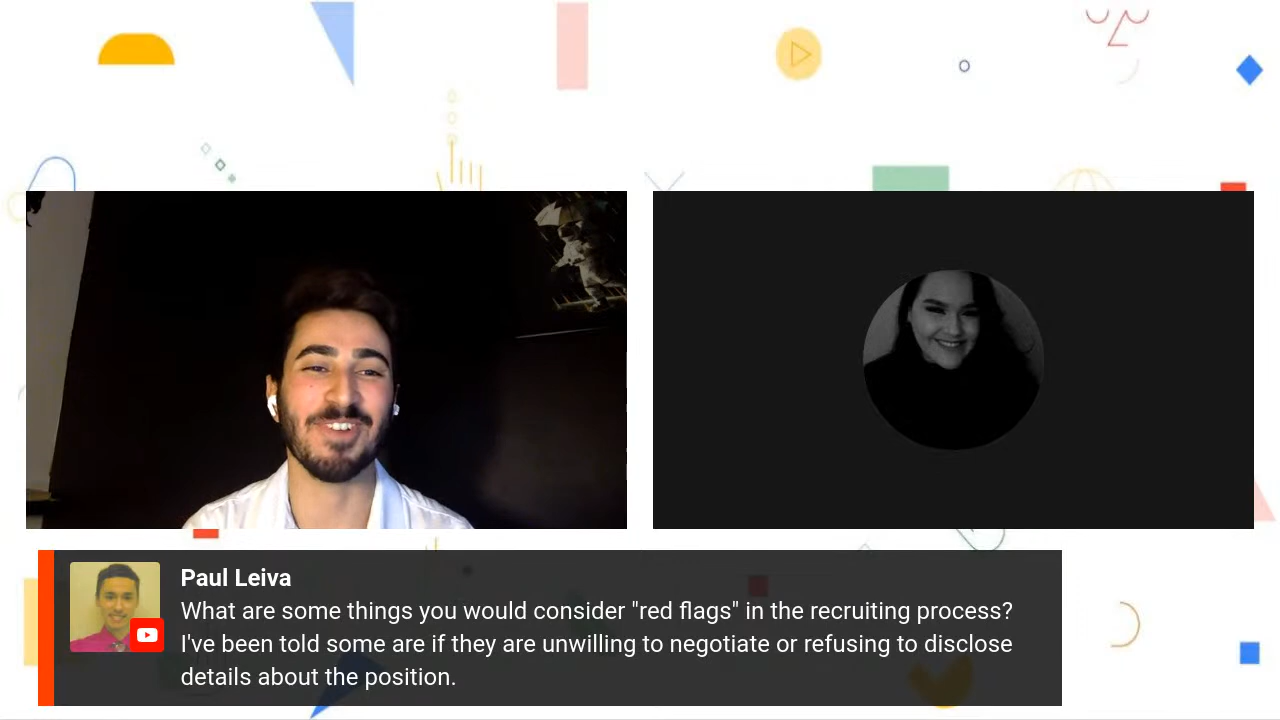 Paul Leiva
What are some things you would consider "red flags" in the recruiting process?
I've been told some are if they are unwilling to negotiate or refusing to disclose
details about the position.